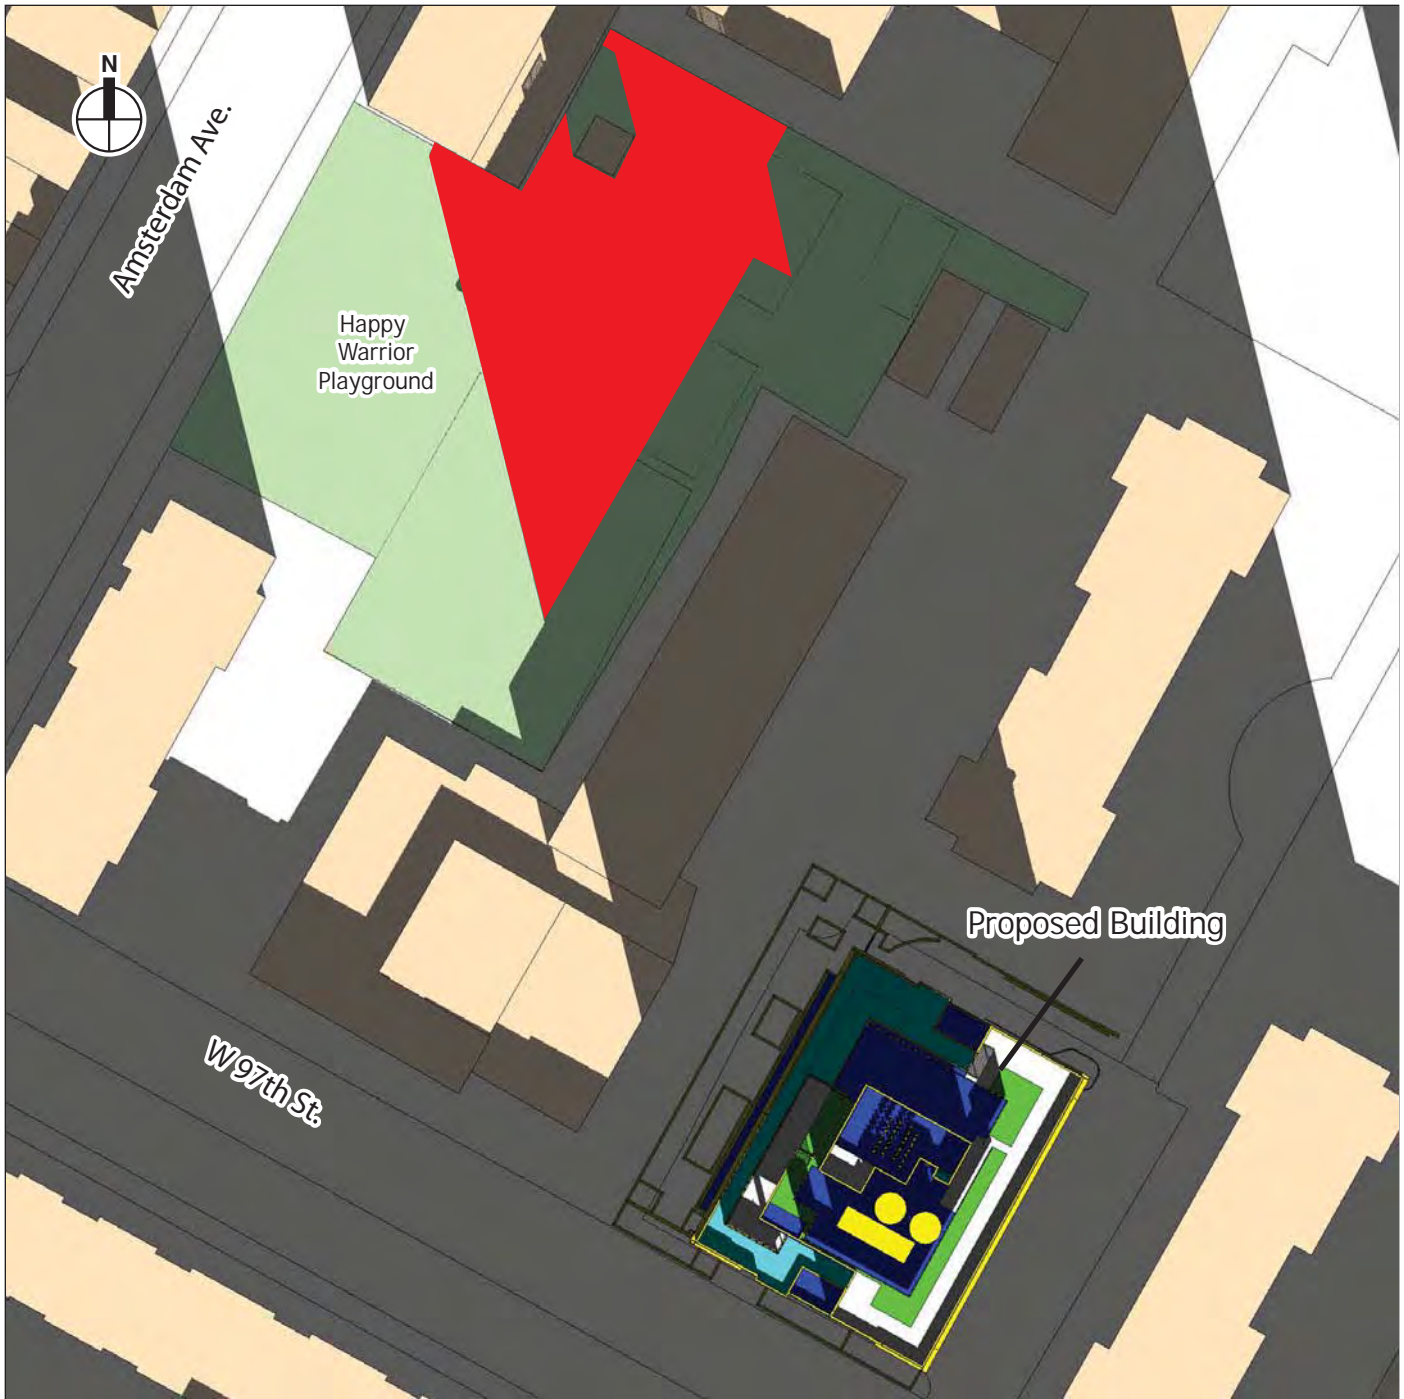 N
Amsterdam Ave.
Happy
Warrior
Playground
Proposed Building
W 97th St.